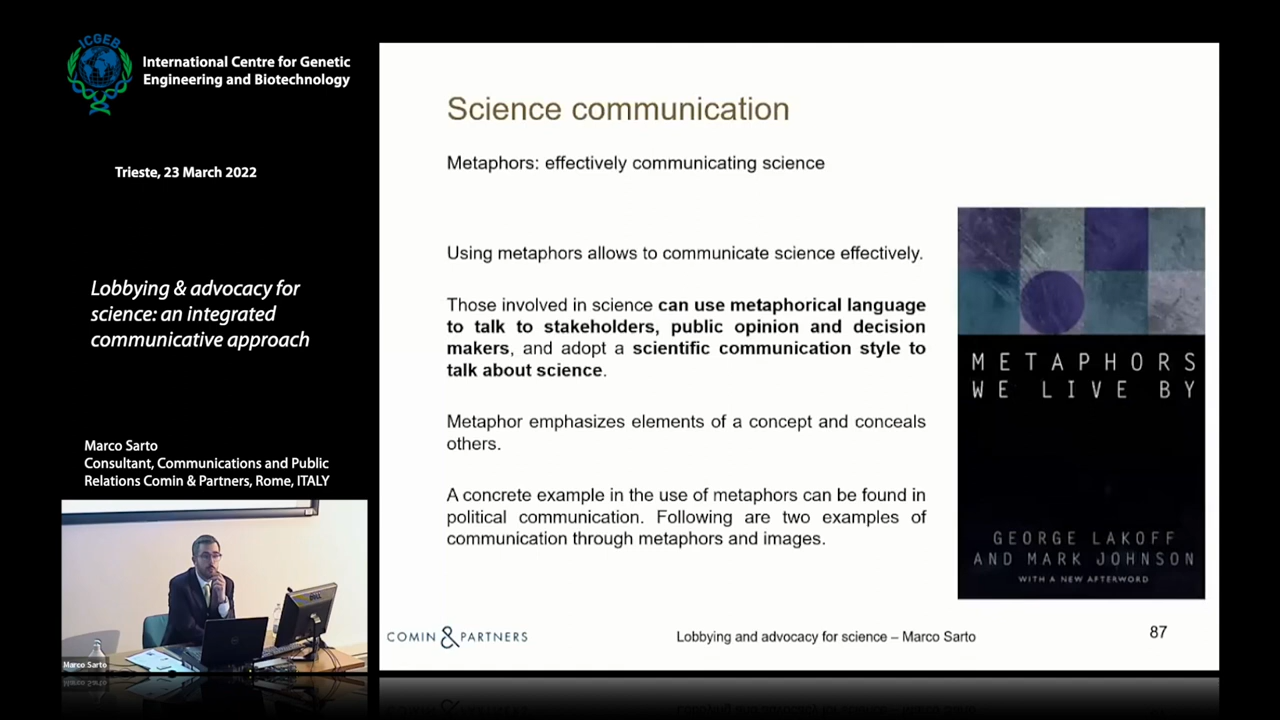 ICGEB
International Centre for Genetic
Engineering and Biotechnology
Trieste, 23 March 2022
Lobbying & advocacy for
science: an integrated
communicative approach
Marco Sarto
Consultant, Communications and Public
Relations Comin & Partners, Rome, ITALY
Marco Sarto
Science communication
Metaphors: effectively communicating science
Using metaphors allows to communicate science effectively.
Those involved in science can use metaphorical language
to talk to stakeholders, public opinion and decision
makers, and adopt a scientific communication style to
talk about science.
Metaphor emphasizes elements of a concept and conceals
others.
A concrete example in the use of metaphors can be found in
political communication. Following are two examples of
communication through metaphors and images.
METAPHORS
WE LIVE BY
GEORGE LAKOFF
AND MARK JOHNSON
WITH A NEW AFTERWORD
COMIN & PARTNERS
Lobbying and advocacy for science – Marco Sarto
87